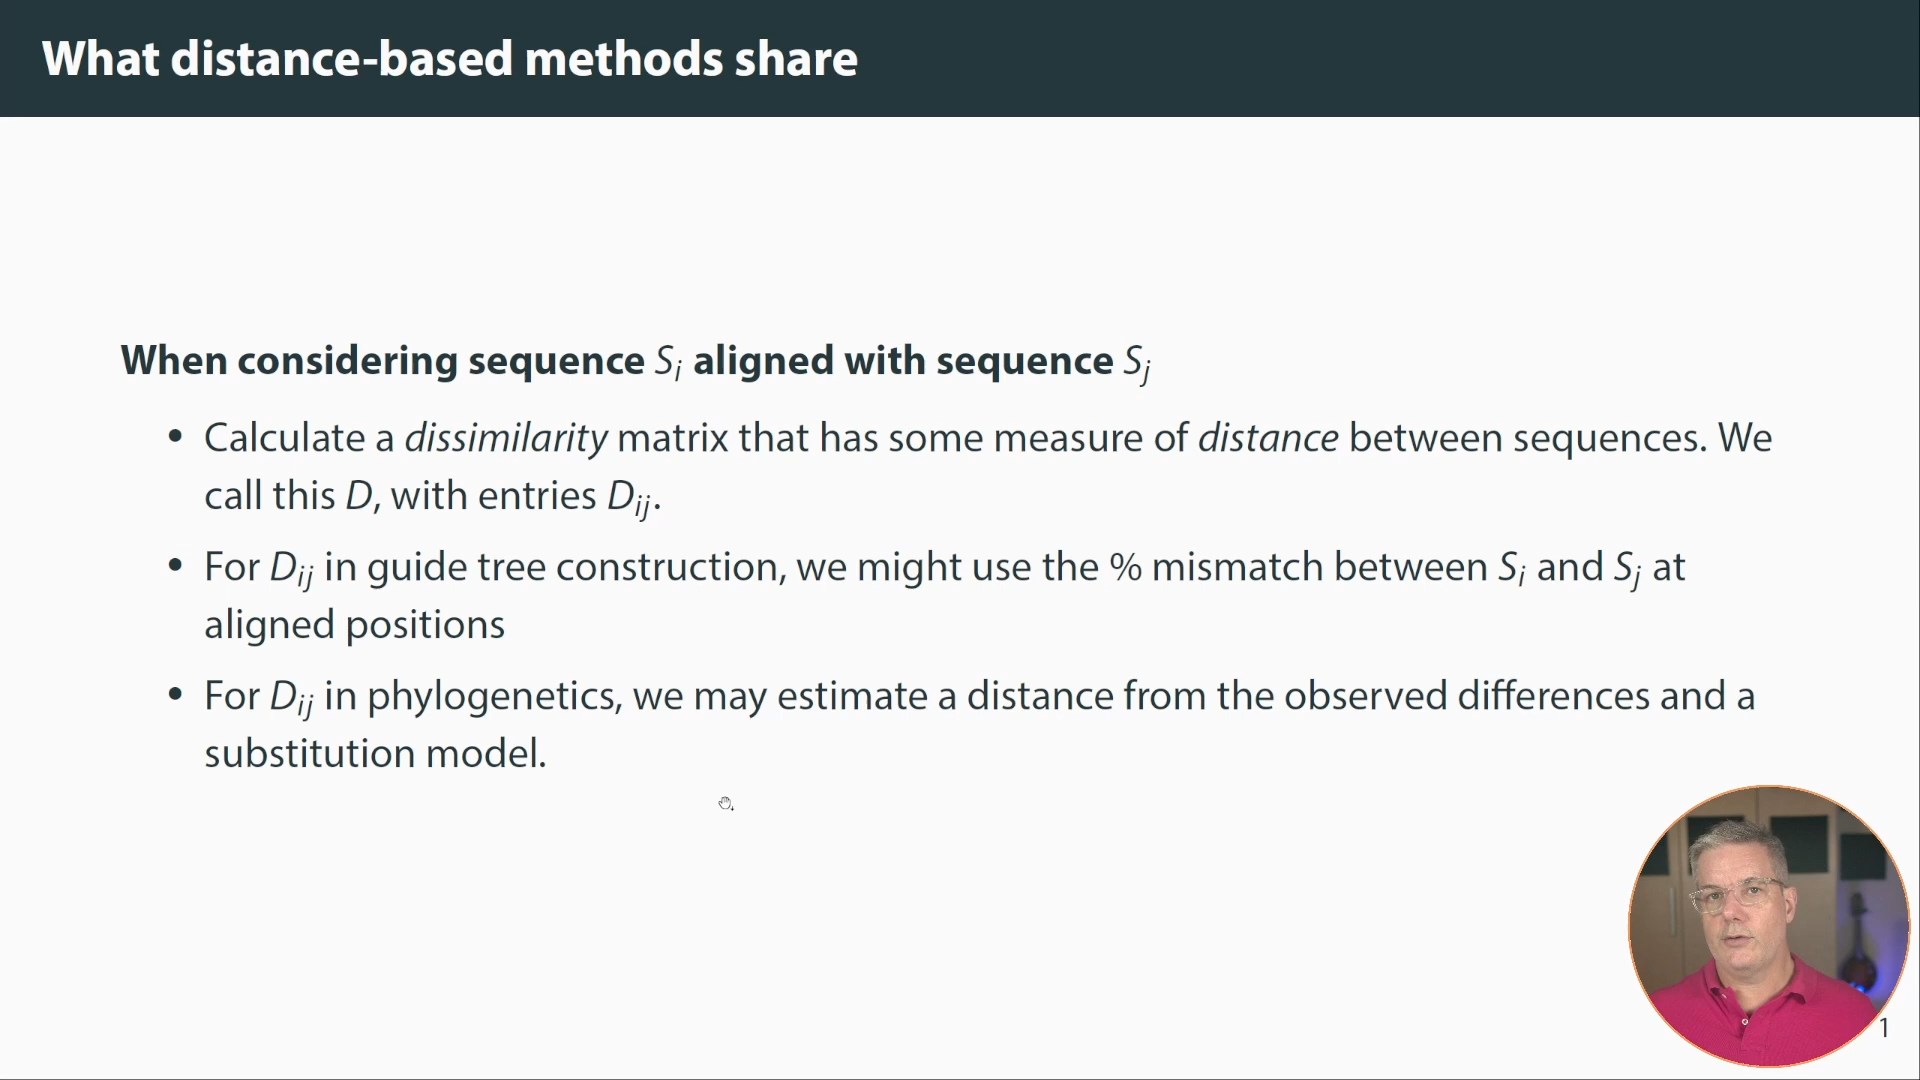 What distance-based methods share
When considering sequence Si aligned with sequence Sj
• Calculate a dissimilarity matrix that has some measure of distance between sequences. We
call this D, with entries Dij.
• For Dij in guide tree construction, we might use the % mismatch between Si and Sj at
aligned positions
• For Dij in phylogenetics, we may estimate a distance from the observed differences and a
substitution model.
1